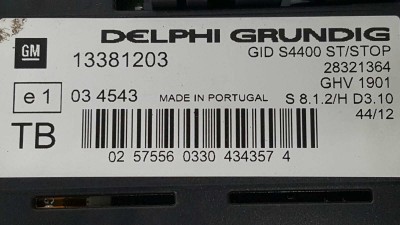 DELPHI GRUNDIG
GM 13381203
GID S4400 ST/STOP
28321364
GHV 1901
e 1 03 4543 MADE IN PORTUGAL S 8.1.2/H D3.10
44/12
TB
02 57556 0330 434357 4